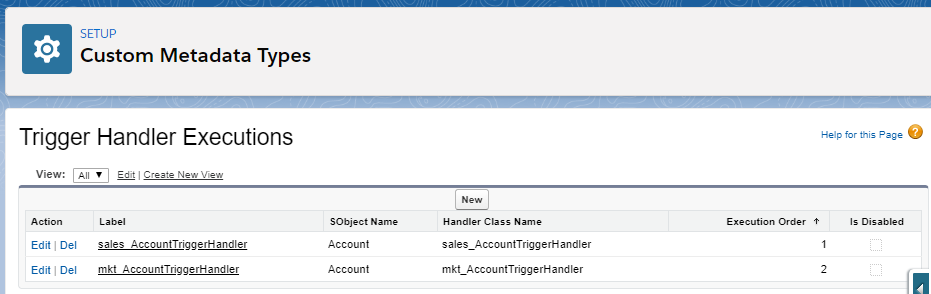 SETUP
Custom Metadata Types
Trigger Handler Executions
Help for this Page ?
View: All ▼ Edit | Create New View
New
Action Label SObject Name Handler Class Name Execution Order ↑ Is Disabled
Edit | Del sales_AccountTriggerHandler Account sales_AccountTriggerHandler 1
Edit | Del mkt_AccountTriggerHandler Account mkt_AccountTriggerHandler 2